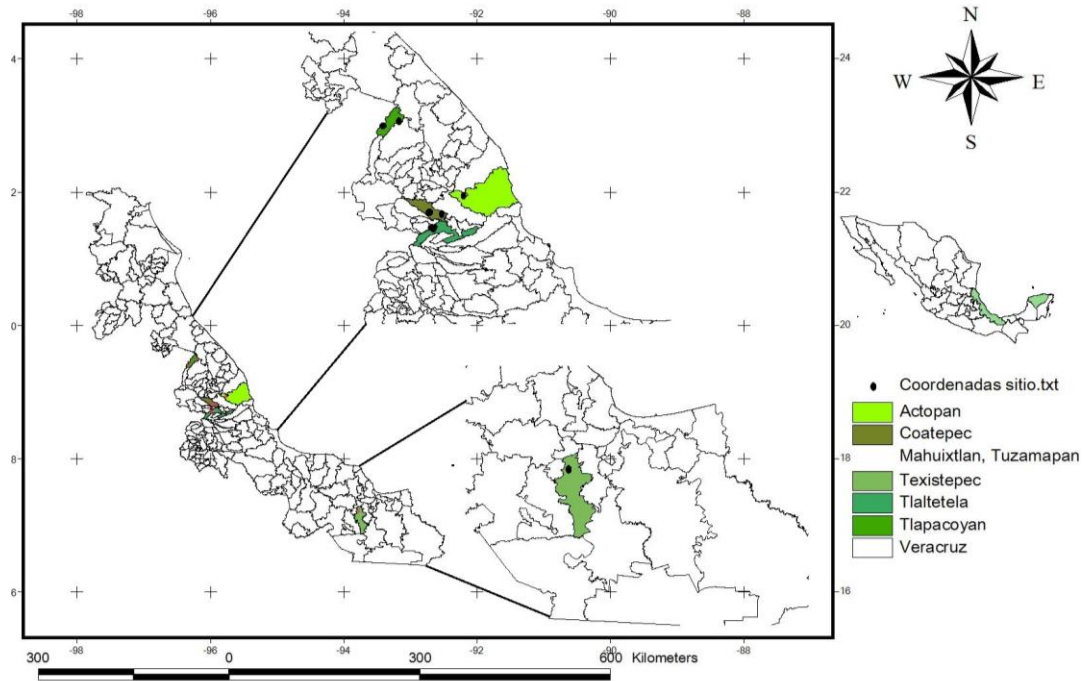 -98 -96 -94 -92 -90 -88
4 24
2 22
0 20
8 18
6 16
-98 -96 -94 -92 -90 -88
N
W E
S
Coordenadas sitio.txt
Actopan
Coatepec
Mahuixtlan, Tuzamapan
Texistepec
Tlaltetela
Tlapacoyan
Veracruz
300 0 300 600 Kilometers